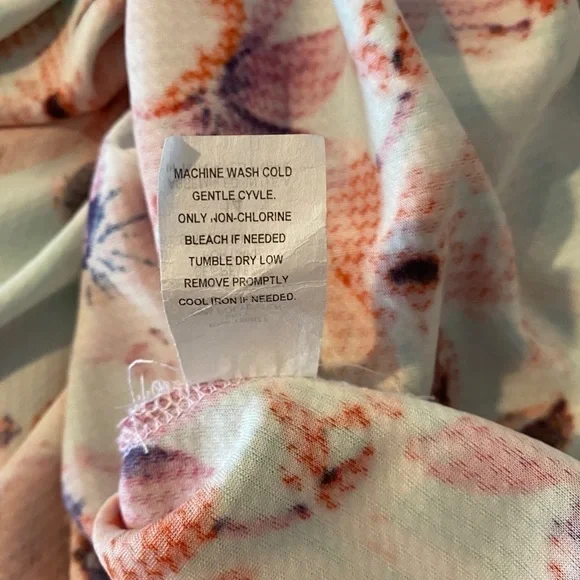 MACHINE WASH COLD
GENTLE CYVLE.
ONLY NON-CHLORINE
BLEACH IF NEEDED
TUMBLE DRY LOW
REMOVE PROMPTLY
COOL IRON IF NEEDED.